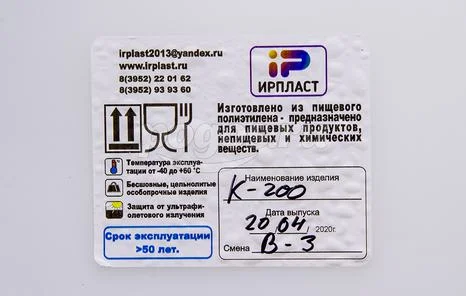 irplast2013@yandex.ru
www.irplast.ru
8(3952) 22 01 62
8(3952) 93 93 60
iP
ИРПЛАСТ
Изготовлено из пищевого
полиэтилена - предназначено
для пищевых продуктов,
непищевых и химических
веществ.
Температура эксплуа-
тации от -40 до +60 °C
Бесшовные, цельнолитые
особопрочные изделия
Защита от ультрафи-
олетового излучения
Срок эксплуатации
>50 лет.
Наименование изделия
К-200
Дата выпуска
20/04/ 2020г.
Смена В-3